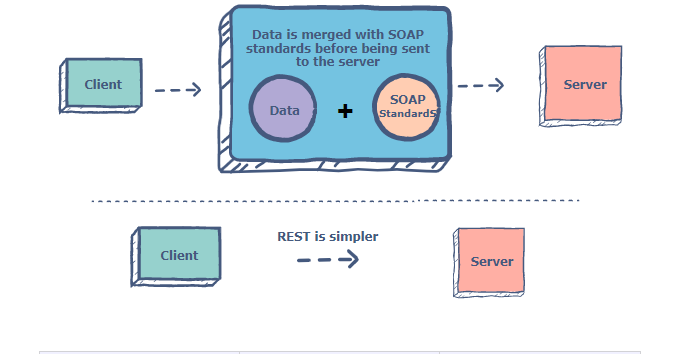 Data is merged with SOAP
standards before being sent
to the server
Client
Data
+
SOAP
Standards
Server
REST is simpler
Client
Server